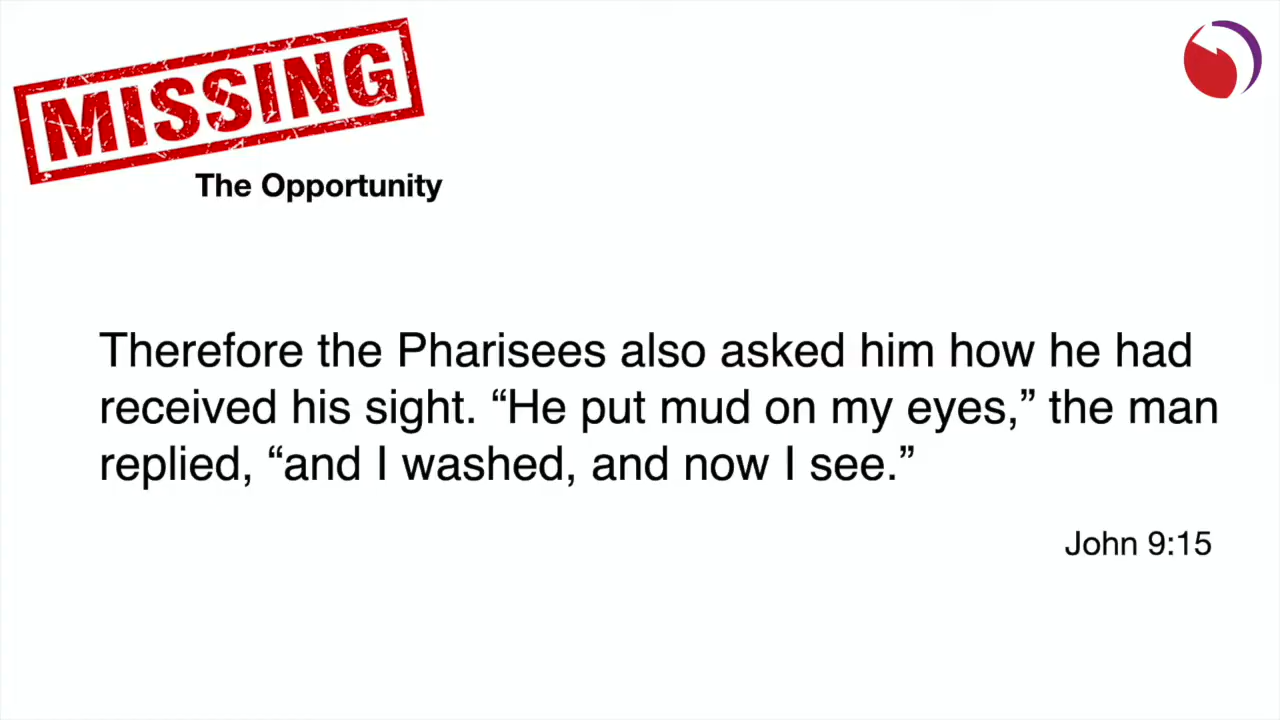 MISSING
The Opportunity
Therefore the Pharisees also asked him how he had
received his sight. “He put mud on my eyes,” the man
replied, “and I washed, and now I see.”
John 9:15